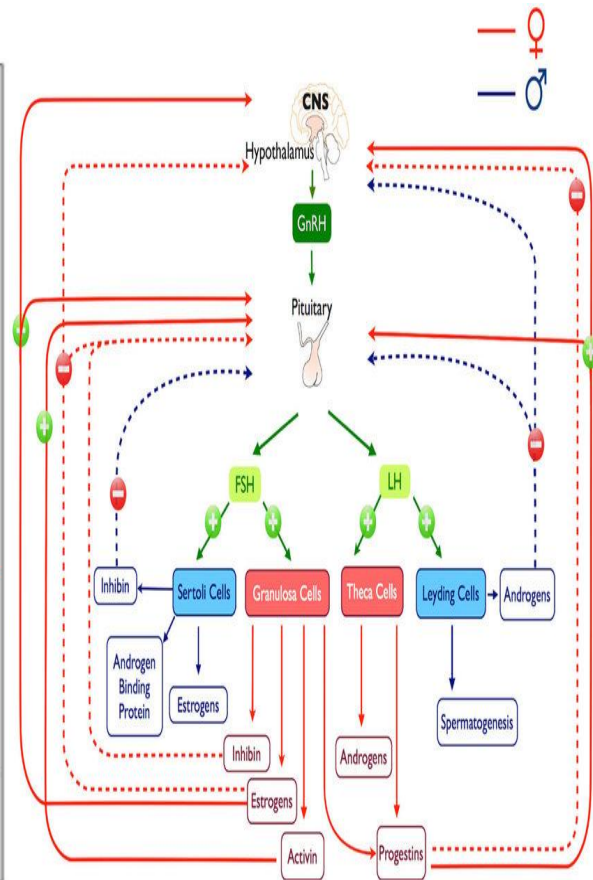 CNS
Hypothalamus
GnRH
Pituitary
FSH
LH
Inhibin
Sertoli Cells
Granulosa Cells
Theca Cells
Leyding Cells
Androgens
Androgen
Binding
Protein
Estrogens
Spermatogenesis
Inhibin
Androgens
Estrogens
Activin
Progestins